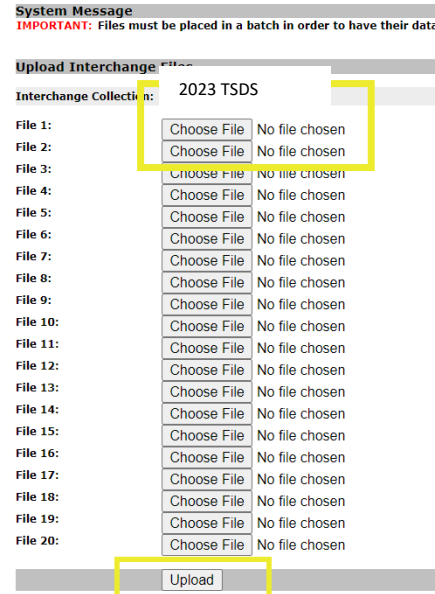 System Message
IMPORTANT: Files must be placed in a batch in order to have their data
Upload Interchange Files
Interchange Collection: 2023 TSDS
File 1: Choose File No file chosen
File 2: Choose File No file chosen
File 3: Choose File No file chosen
File 4: Choose File No file chosen
File 5: Choose File No file chosen
File 6: Choose File No file chosen
File 7: Choose File No file chosen
File 8: Choose File No file chosen
File 9: Choose File No file chosen
File 10: Choose File No file chosen
File 11: Choose File No file chosen
File 12: Choose File No file chosen
File 13: Choose File No file chosen
File 14: Choose File No file chosen
File 15: Choose File No file chosen
File 16: Choose File No file chosen
File 17: Choose File No file chosen
File 18: Choose File No file chosen
File 19: Choose File No file chosen
File 20: Choose File No file chosen
Upload